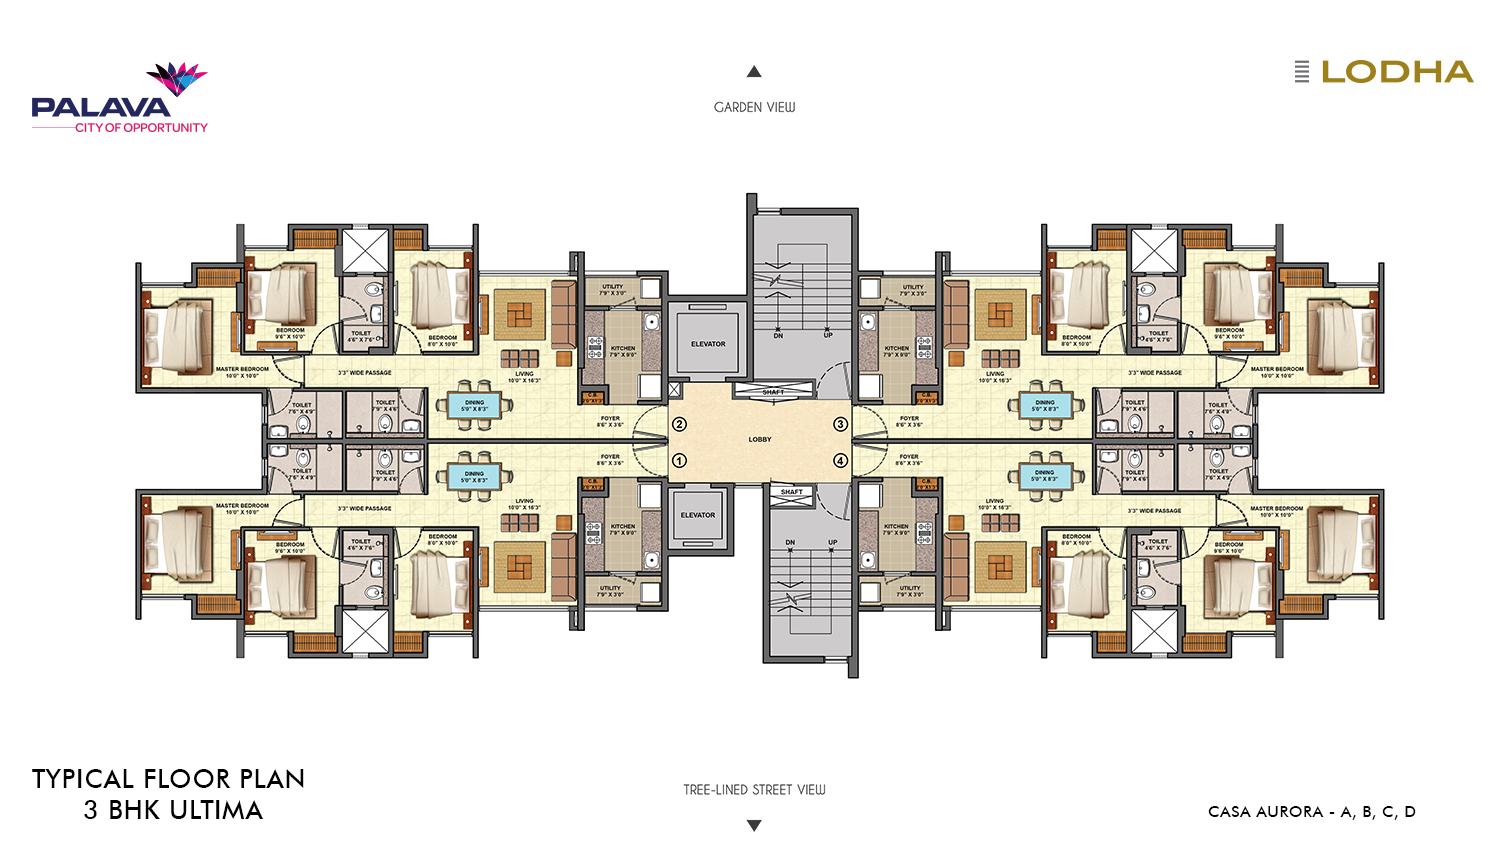 PALAVA
CITY OF OPPORTUNITY
GARDEN VIEW
LODHA
UTILITY
7'9" X 3'0"
BEDROOM
9'6" X 10'0"
TOILET
4'6" X 7'6"
BEDROOM
8'0" X 10'0"
KITCHEN
7'9" X 9'0"
MASTER BEDROOM
10'0" X 10'0"
3'3" WIDE PASSAGE
LIVING
10'0" X 16'3"
TOILET
7'6" X 4'9"
TOILET
7'9" X 4'6"
DINING
5'0" X 8'3"
C.B.
FOYER
8'6" X 3'6"
ELEVATOR
DN
UP
SHAFT
2
3
LOBBY
1
4
UTILITY
7'9" X 3'0"
KITCHEN
7'9" X 9'0"
LIVING
10'0" X 16'3"
BEDROOM
8'0" X 10'0"
TOILET
4'6" X 7'6"
BEDROOM
9'6" X 10'0"
3'3" WIDE PASSAGE
MASTER BEDROOM
10'0" X 10'0"
C.B.
FOYER
8'6" X 3'6"
DINING
5'0" X 8'3"
TOILET
7'9" X 4'6"
TOILET
7'6" X 4'9"
TOILET
7'6" X 4'9"
TOILET
7'9" X 4'6"
DINING
5'0" X 8'3"
FOYER
8'6" X 3'6"
C.B.
MASTER BEDROOM
10'0" X 10'0"
3'3" WIDE PASSAGE
LIVING
10'0" X 16'3"
BEDROOM
9'6" X 10'0"
TOILET
4'6" X 7'6"
BEDROOM
8'0" X 10'0"
KITCHEN
7'9" X 9'0"
UTILITY
7'9" X 3'0"
ELEVATOR
SHAFT
DN
UP
FOYER
8'6" X 3'6"
DINING
5'0" X 8'3"
TOILET
7'9" X 4'6"
TOILET
7'6" X 4'9"
C.B.
LIVING
10'0" X 16'3"
3'3" WIDE PASSAGE
MASTER BEDROOM
10'0" X 10'0"
KITCHEN
7'9" X 9'0"
BEDROOM
8'0" X 10'0"
TOILET
4'6" X 7'6"
BEDROOM
9'6" X 10'0"
UTILITY
7'9" X 3'0"
TYPICAL FLOOR PLAN
3 BHK ULTIMA
TREE-LINED STREET VIEW
CASA AURORA - A, B, C, D